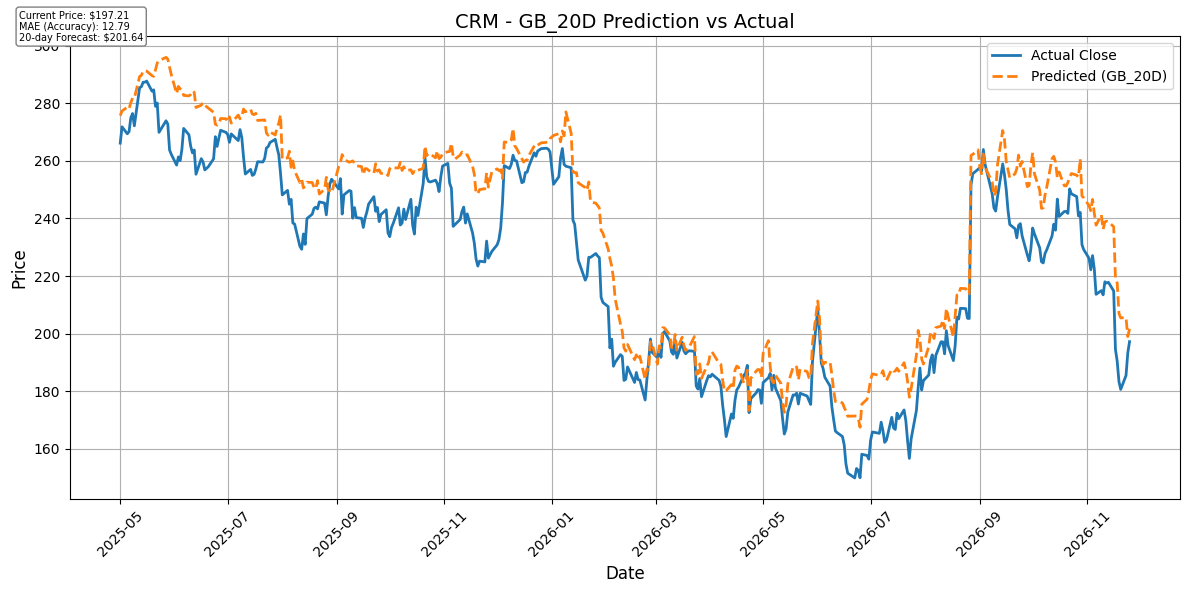 CRM - GB_20D Prediction vs Actual
Current Price: $197.21
MAE (Accuracy): 12.79
20-day Forecast: $201.64
Actual Close
Predicted (GB_20D)
Price
300
280
260
240
220
200
180
160
2025-05
2025-07
2025-09
2025-11
2026-01
2026-03
2026-05
2026-07
2026-09
2026-11
Date